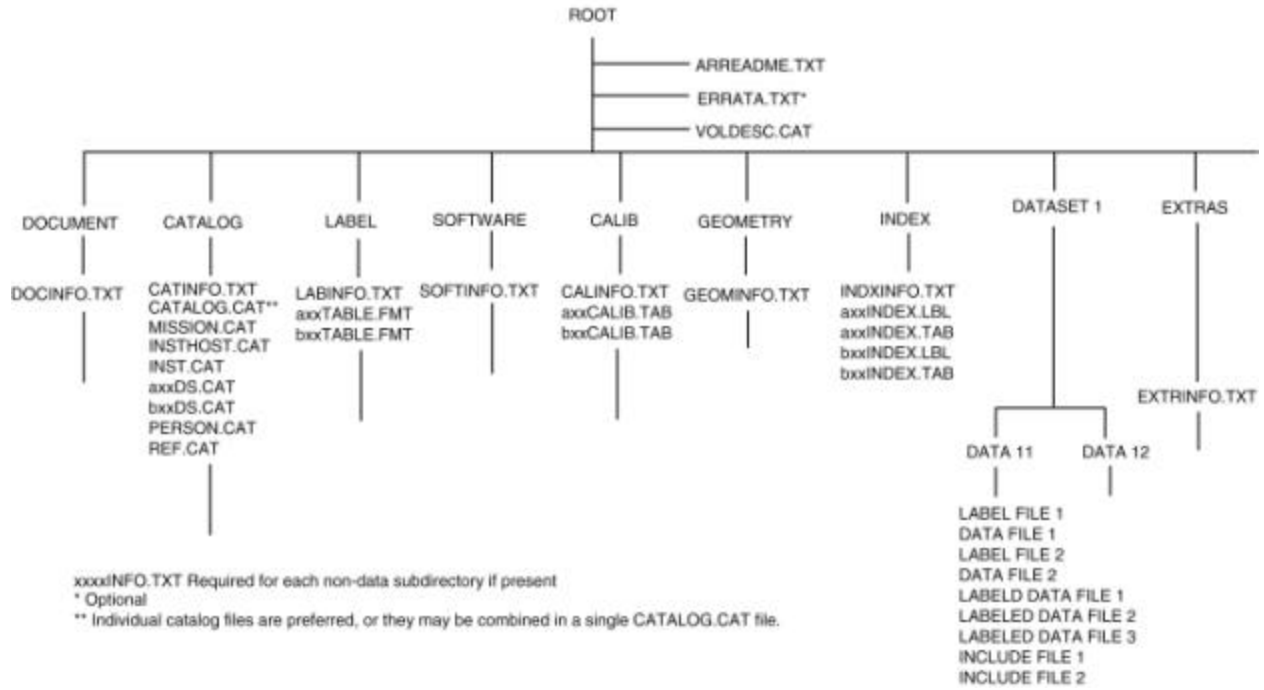 ROOT
ARREADME.TXT
ERRATA.TXT*
VOLDESC.CAT
DOCUMENT
CATALOG
LABEL
SOFTWARE
CALIB
GEOMETRY
INDEX
DATASET 1
EXTRAS
DOCINFO.TXT
CATINFO.TXT
CATALOG.CAT**
MISSION.CAT
INSTHOST.CAT
INST.CAT
axxDS.CAT
bxxDS.CAT
PERSON.CAT
REF.CAT
LABINFO.TXT
axxTABLE.FMT
bxxTABLE.FMT
SOFTINFO.TXT
CALINFO.TXT
axxCALIB.TAB
bxxCALIB.TAB
GEOMINFO.TXT
INDXINFO.TXT
axxINDEX.LBL
axxINDEX.TAB
bxxINDEX.LBL
bxxINDEX.TAB
EXTRINFO.TXT
DATA 11
DATA 12
LABEL FILE 1
DATA FILE 1
LABEL FILE 2
DATA FILE 2
LABELD DATA FILE 1
LABELED DATA FILE 2
LABELED DATA FILE 3
INCLUDE FILE 1
INCLUDE FILE 2
xxxxINFO.TXT Required for each non-data subdirectory if present
* Optional
** Individual catalog files are preferred, or they may be combined in a single CATALOG.CAT file.